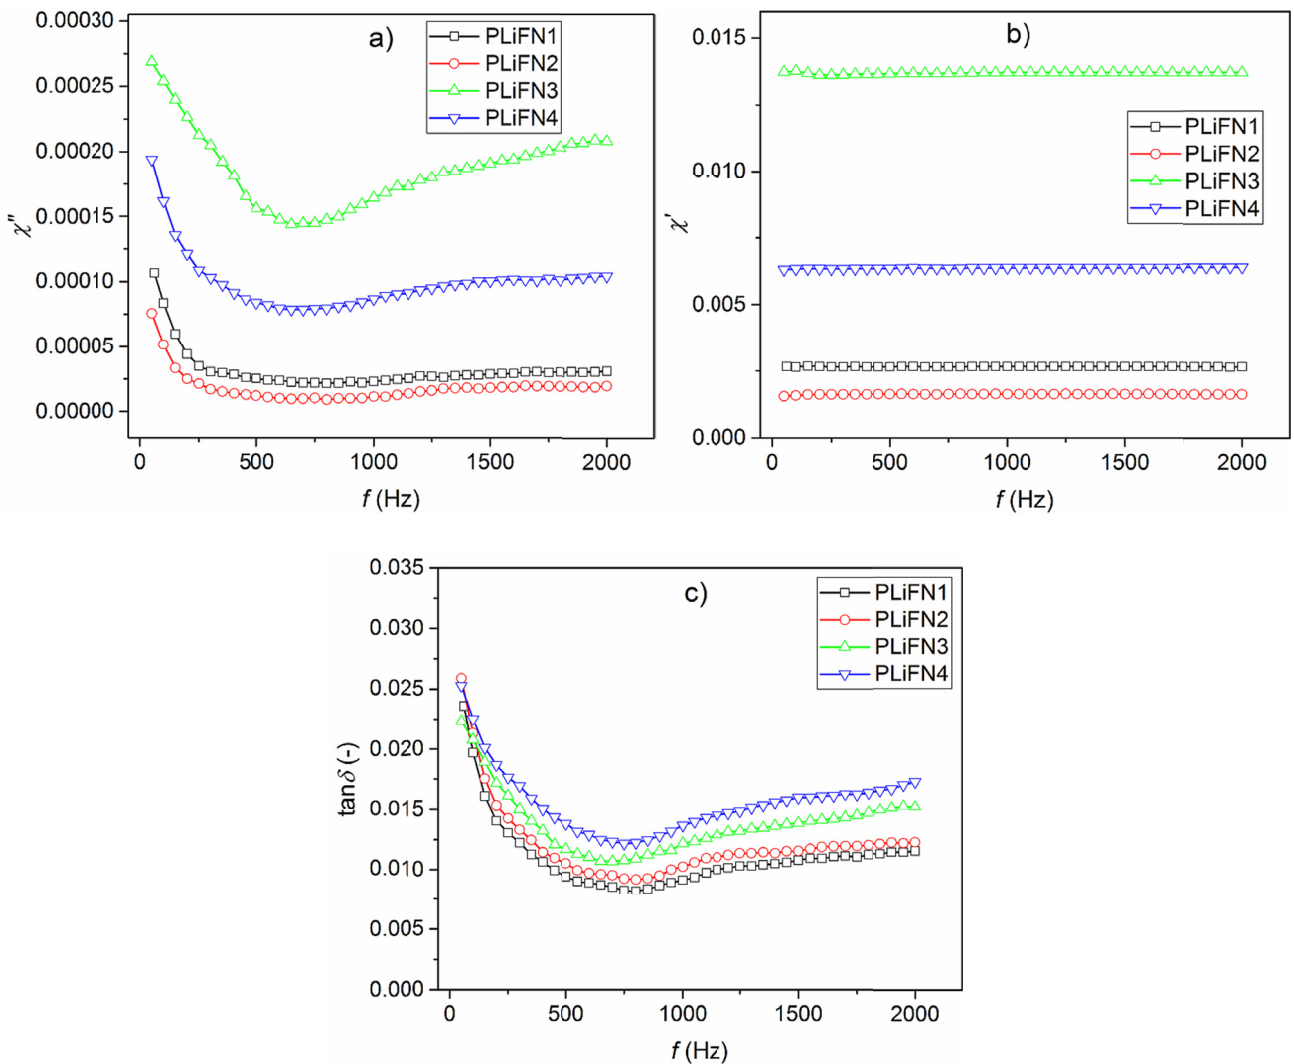 a)
PLiFN1
PLiFN2
PLiFN3
PLiFN4
0.00030
0.00025
0.00020
0.00015
0.00010
0.00005
0.00000
χ″
0 500 1000 1500 2000
f (Hz)
b)
PLiFN1
PLiFN2
PLiFN3
PLiFN4
0.015
0.010
0.005
0.000
χ'
0 500 1000 1500 2000
f (Hz)
c)
PLiFN1
PLiFN2
PLiFN3
PLiFN4
0.035
0.030
0.025
0.020
0.015
0.010
0.005
0.000
tanδ (-)
0 500 1000 1500 2000
f (Hz)